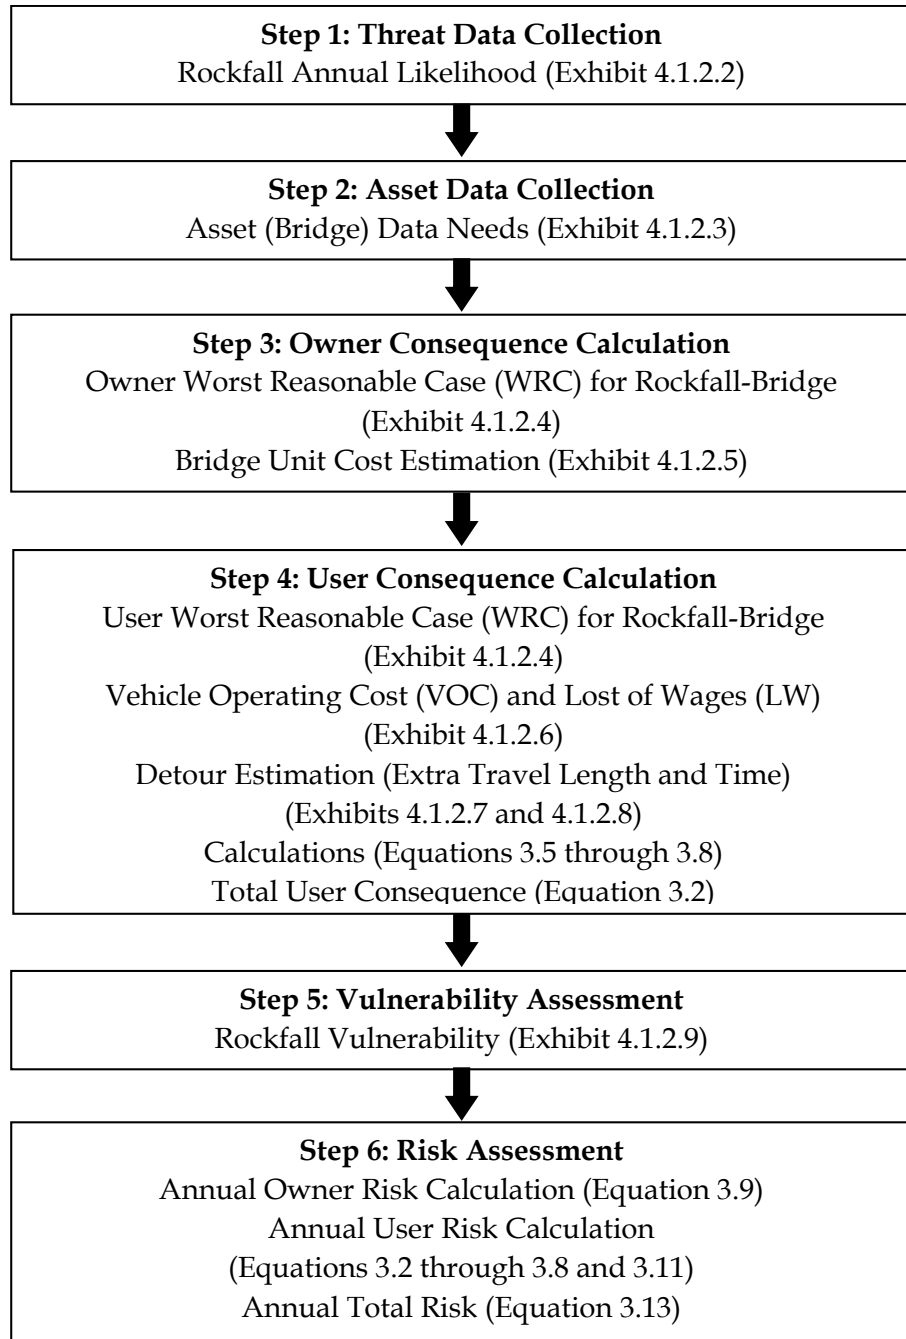 Step 1: Threat Data Collection
Rockfall Annual Likelihood (Exhibit 4.1.2.2)
Step 2: Asset Data Collection
Asset (Bridge) Data Needs (Exhibit 4.1.2.3)
Step 3: Owner Consequence Calculation
Owner Worst Reasonable Case (WRC) for Rockfall-Bridge
(Exhibit 4.1.2.4)
Bridge Unit Cost Estimation (Exhibit 4.1.2.5)
Step 4: User Consequence Calculation
User Worst Reasonable Case (WRC) for Rockfall-Bridge
(Exhibit 4.1.2.4)
Vehicle Operating Cost (VOC) and Lost of Wages (LW)
(Exhibit 4.1.2.6)
Detour Estimation (Extra Travel Length and Time)
(Exhibits 4.1.2.7 and 4.1.2.8)
Calculations (Equations 3.5 through 3.8)
Total User Consequence (Equation 3.2)
Step 5: Vulnerability Assessment
Rockfall Vulnerability (Exhibit 4.1.2.9)
Step 6: Risk Assessment
Annual Owner Risk Calculation (Equation 3.9)
Annual User Risk Calculation
(Equations 3.2 through 3.8 and 3.11)
Annual Total Risk (Equation 3.13)